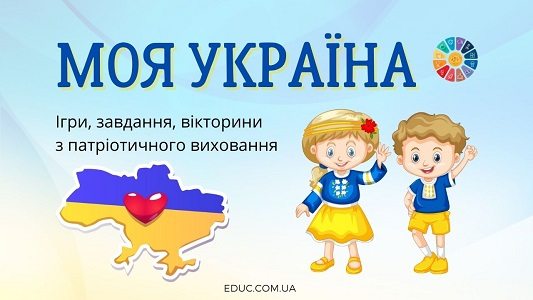 МОЯ УКРАЇНА
Ігри, завдання, вікторини
з патріотичного виховання
EDUC.COM.UA